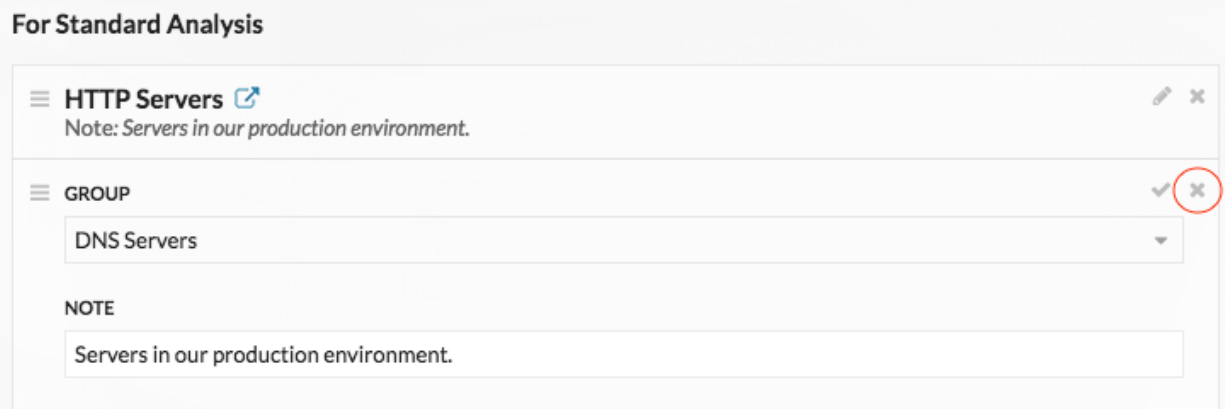 For Standard Analysis
HTTP Servers
Note: Servers in our production environment.
GROUP
DNS Servers
NOTE
Servers in our production environment.